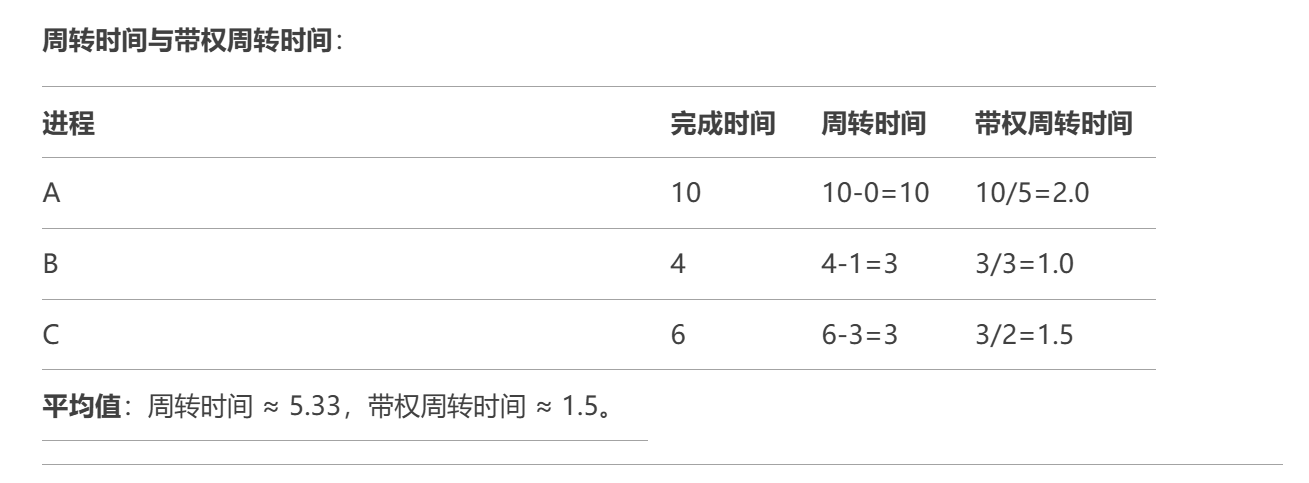 周转时间与带权周转时间：
进程 完成时间 周转时间 带权周转时间
A 10 10-0=10 10/5=2.0
B 4 4-1=3 3/3=1.0
C 6 6-3=3 3/2=1.5
平均值：周转时间 ≈ 5.33，带权周转时间 ≈ 1.5。